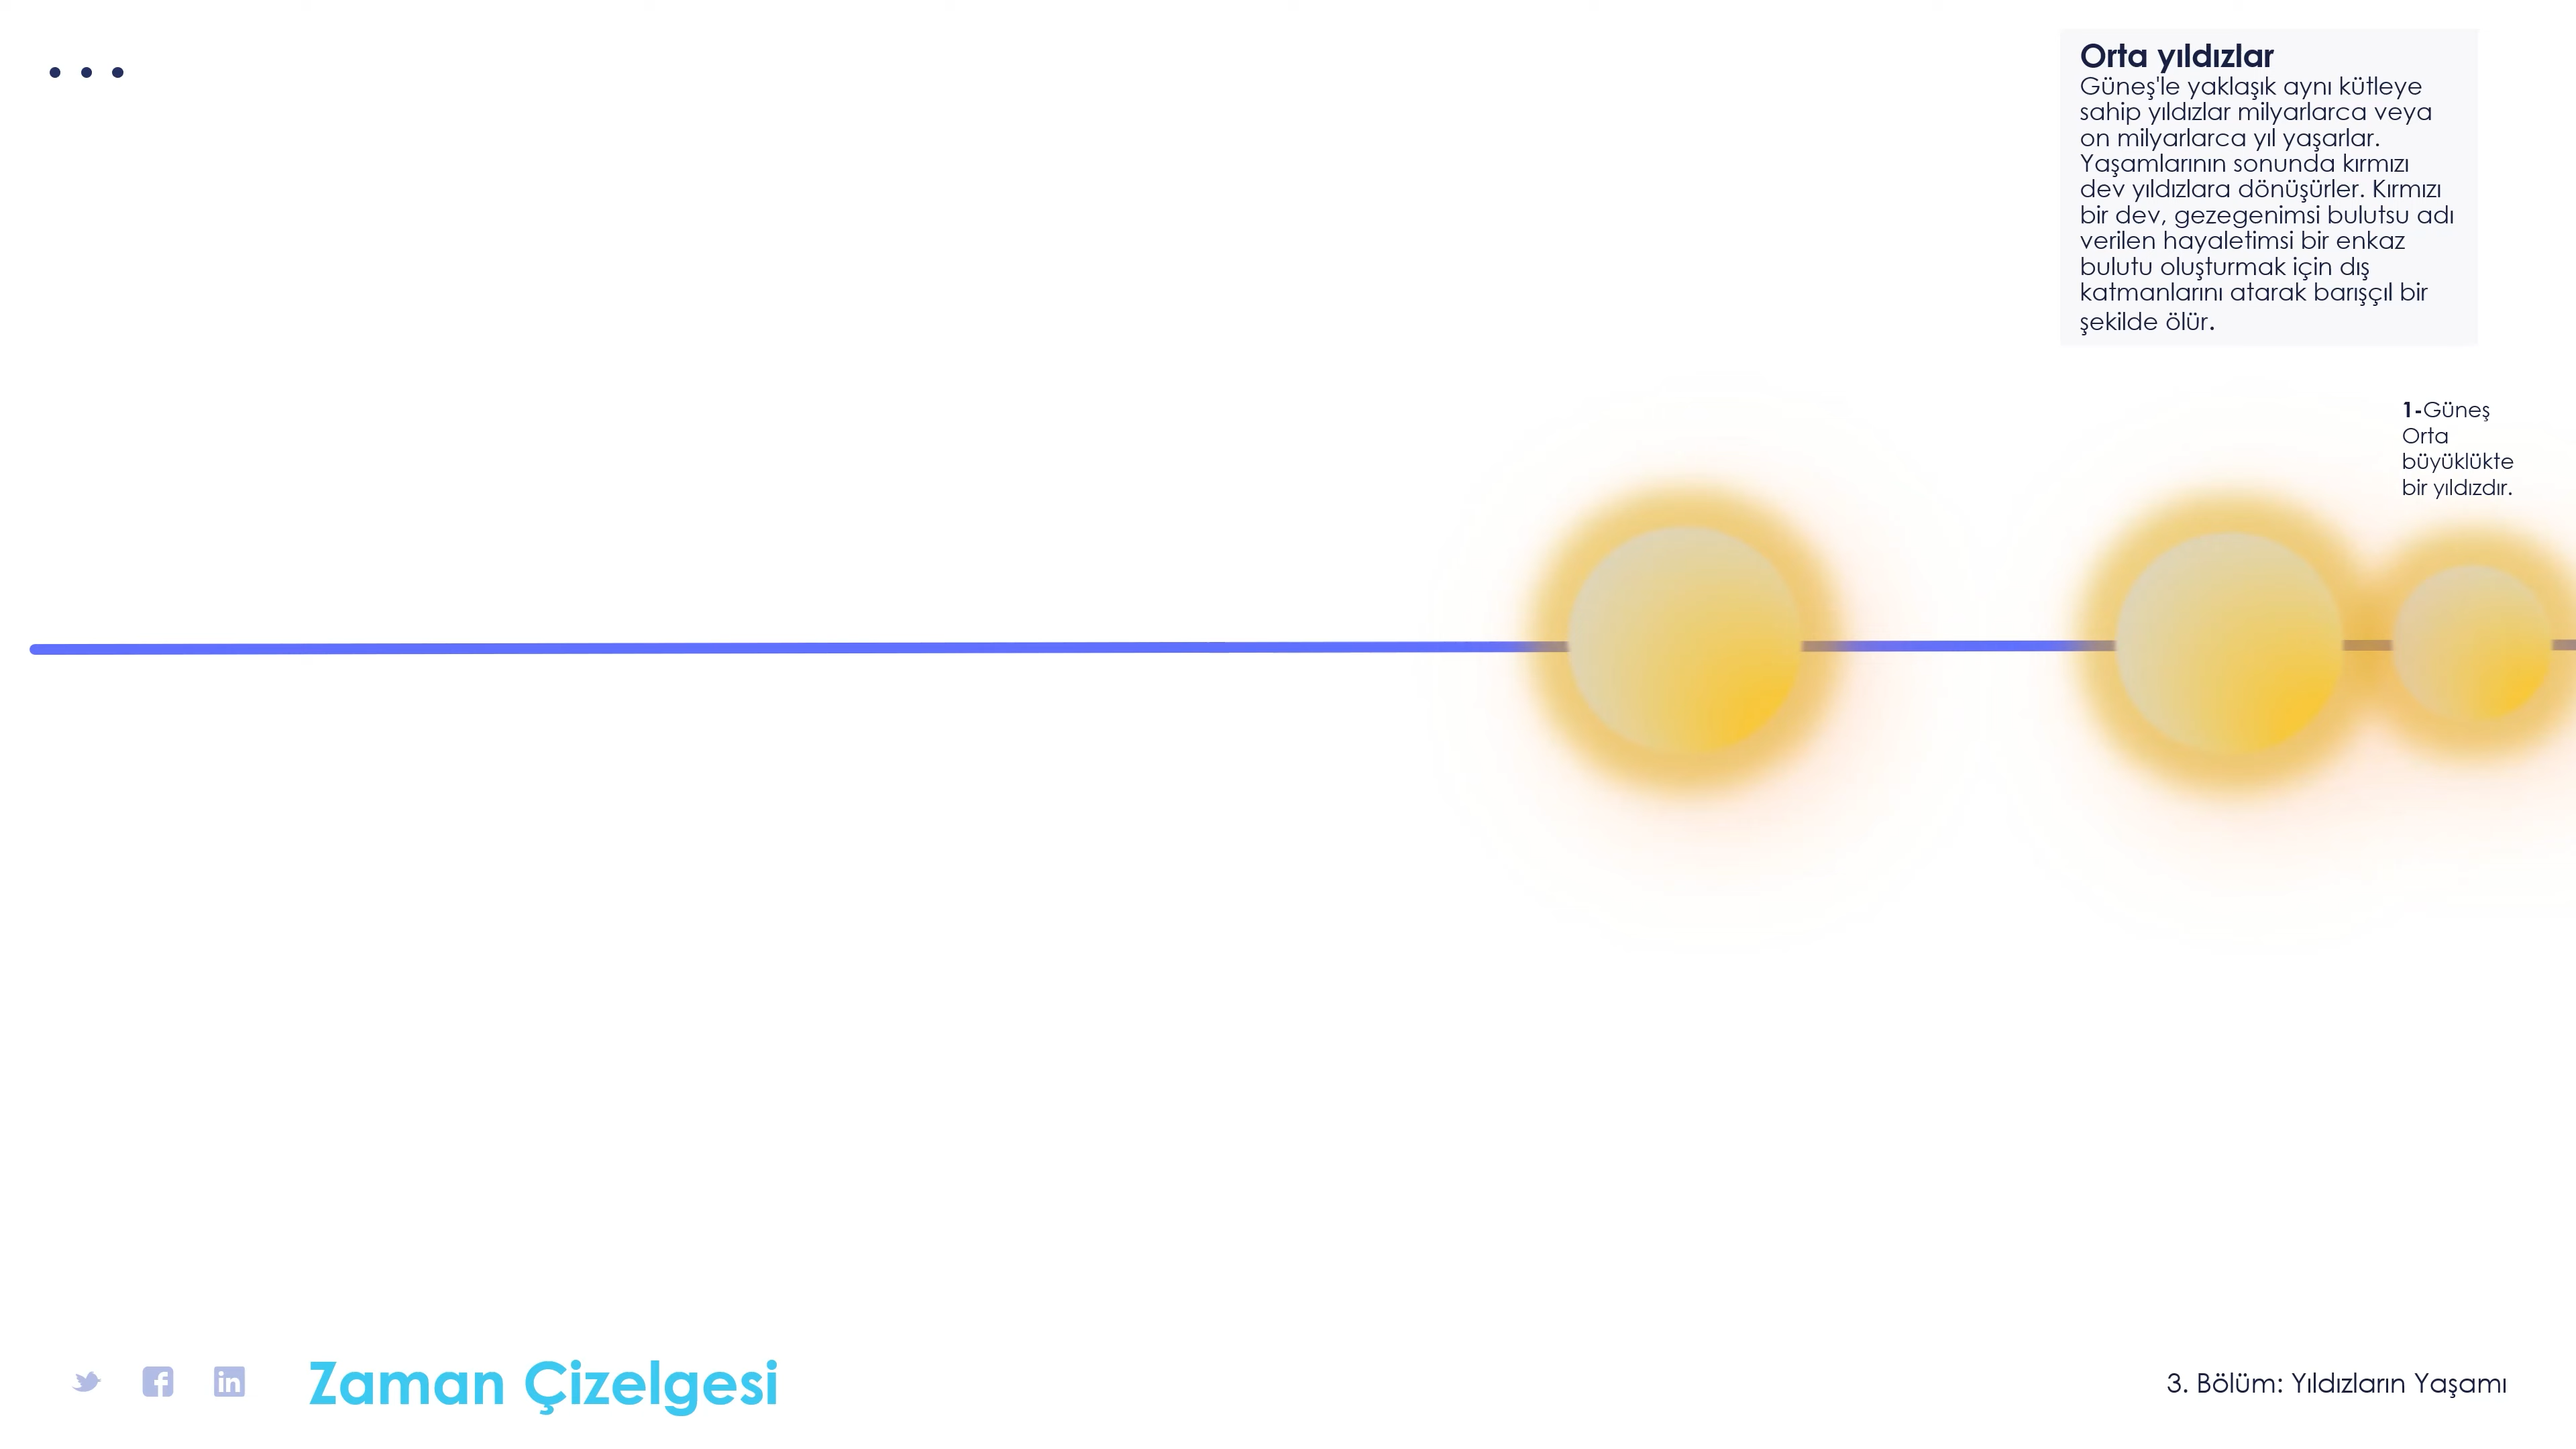 Orta yıldızlar
Güneş'le yaklaşık aynı kütleye
sahip yıldızlar milyarlarca veya
on milyarlarca yıl yaşarlar.
Yaşamlarının sonunda kırmızı
dev yıldızlara dönüşürler. Kırmızı
bir dev, gezegenimsi bulutsu adı
verilen hayaletimsi bir enkaz
bulutu oluşturmak için dış
katmanlarını atarak barışçıl bir
şekilde ölür.
1-Güneş
Orta
büyüklükte
bir yıldızdır.
Zaman Çizelgesi
3. Bölüm: Yıldızların Yaşamı